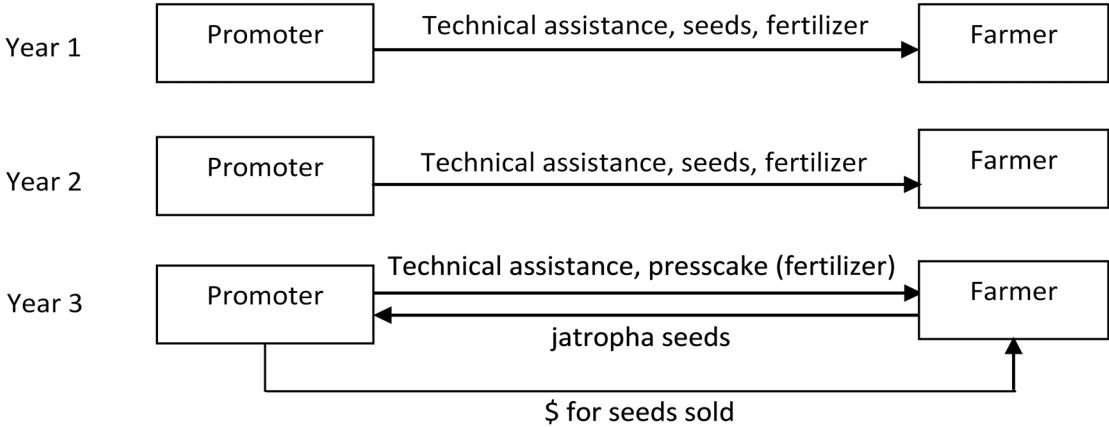 Year 1
Promoter
Technical assistance, seeds, fertilizer
Farmer
Year 2
Promoter
Technical assistance, seeds, fertilizer
Farmer
Year 3
Promoter
Technical assistance, presscake (fertilizer)
Farmer
jatropha seeds
$ for seeds sold